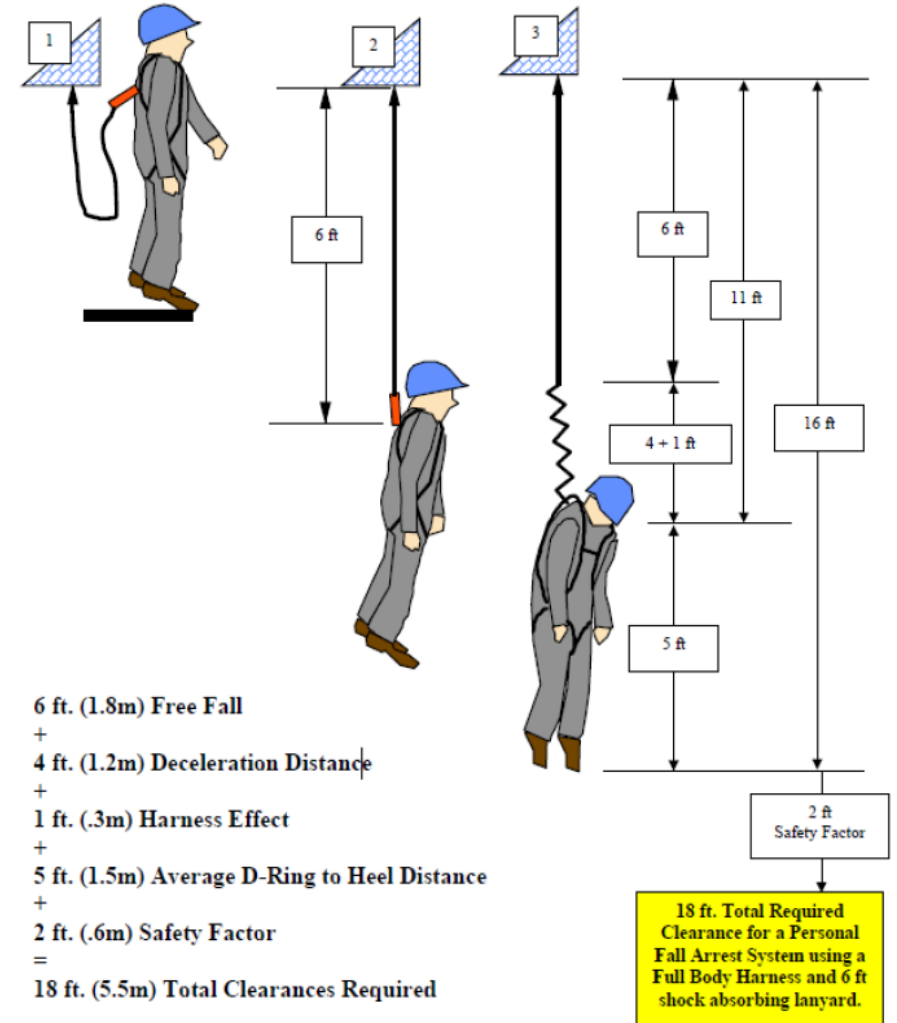 1
2
3
6 ft
6 ft
11 ft
16 ft
4 + 1 ft
5 ft
6 ft. (1.8m) Free Fall
+
4 ft. (1.2m) Deceleration Distance
+
1 ft. (.3m) Harness Effect
+
5 ft. (1.5m) Average D-Ring to Heel Distance
+
2 ft. (.6m) Safety Factor
=
18 ft. (5.5m) Total Clearances Required
2 ft
Safety Factor
18 ft. Total Required
Clearance for a Personal
Fall Arrest System using a
Full Body Harness and 6 ft
shock absorbing lanyard.